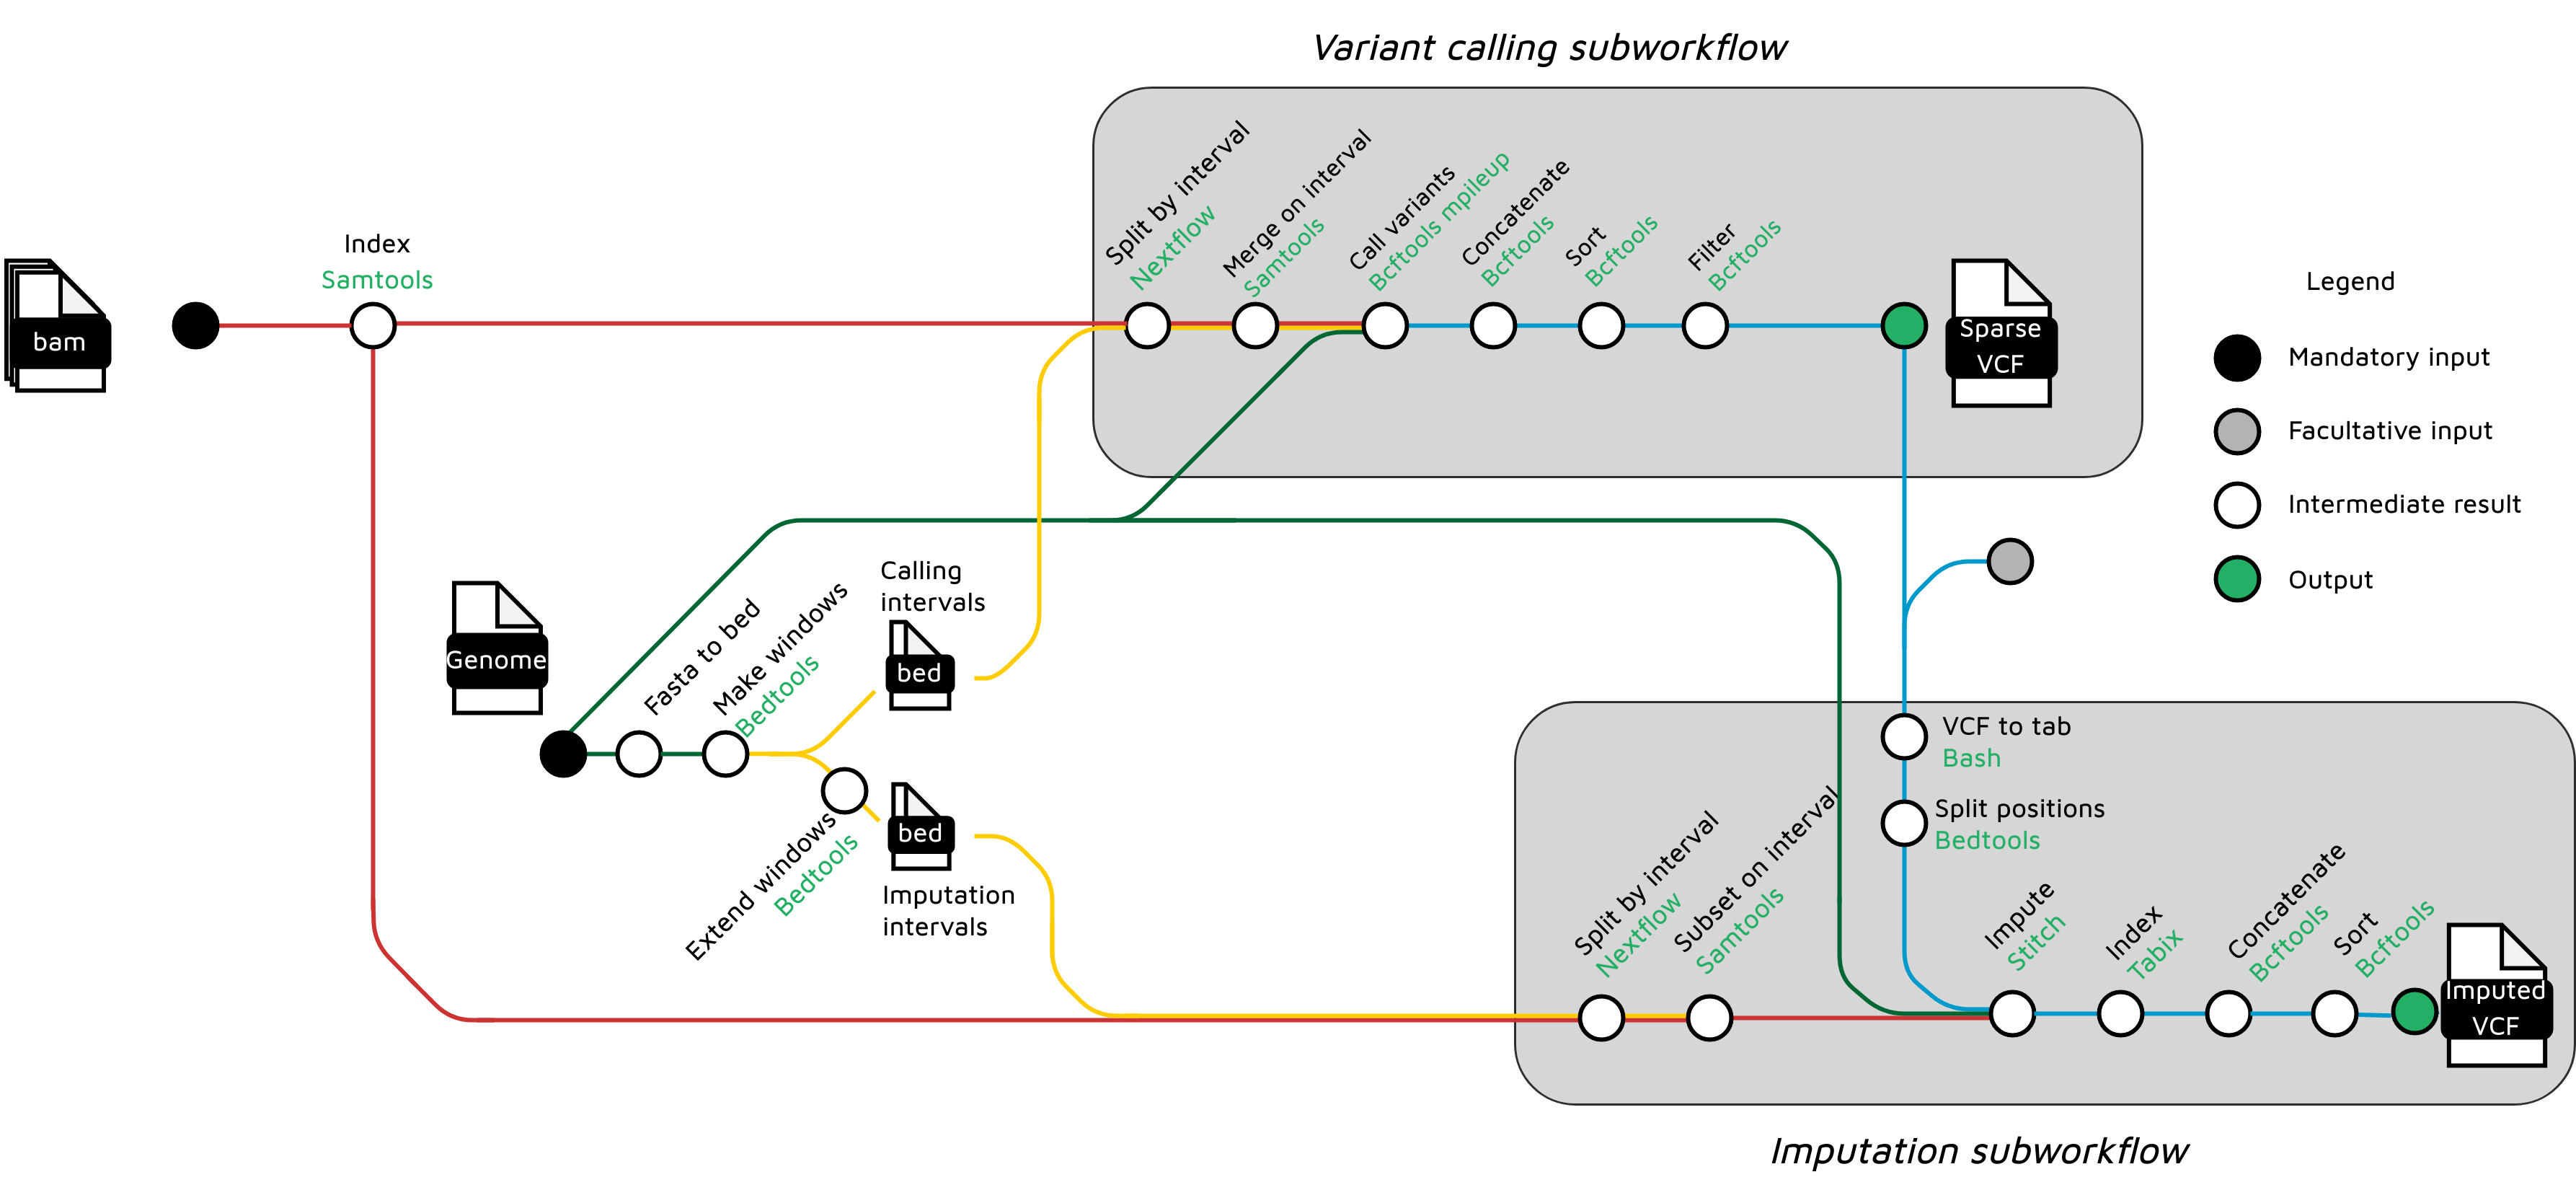 Variant calling subworkflow
Split by interval
Nextflow
Merge on interval
Samtools
Call variants
Bcftools mpileup
Concatenate
Bcftools
Sort
Bcftools
Filter
Bcftools
Index
Samtools
bam
Sparse
VCF
Legend
Mandatory input
Facultative input
Intermediate result
Output
Calling
intervals
bed
Genome
Fasta to bed
Make windows
Bedtools
Extend windows
Bedtools
bed
Imputation
intervals
VCF to tab
Bash
Split positions
Bedtools
Split by interval
Nextflow
Subset on interval
Samtools
Impute
Stitch
Index
Tabix
Concatenate
Bcftools
Sort
Bcftools
Imputed
VCF
Imputation subworkflow